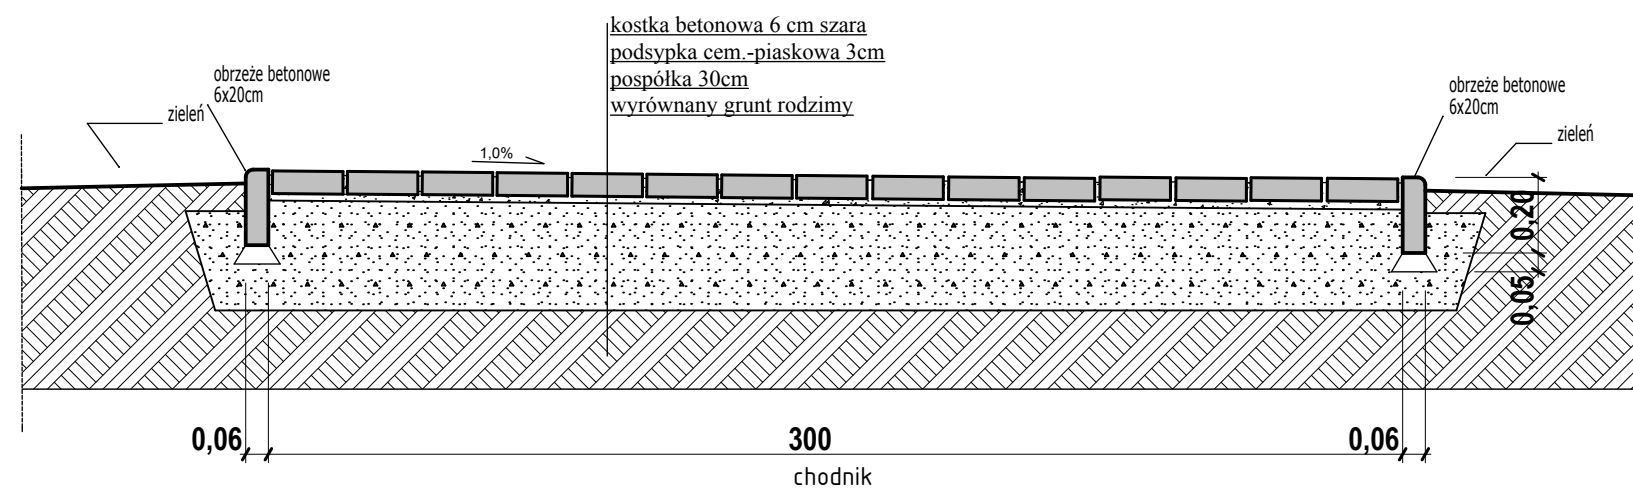 kostka betonowa 6 cm szara
podsypka cem.-piaskowa 3cm
pospółka 30cm
wyrównany grunt rodzimy
obrzeże betonowe
6x20cm
zieleń
obrzeże betonowe
6x20cm
zieleń
1,0%
0,20
0,05
0,06
300
0,06
chodnik